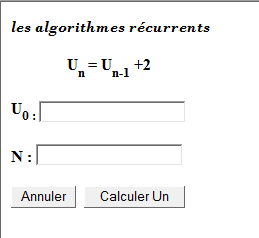 les algorithmes récurrents
Un = Un-1 +2
U0 :
N :
Annuler Calculer Un